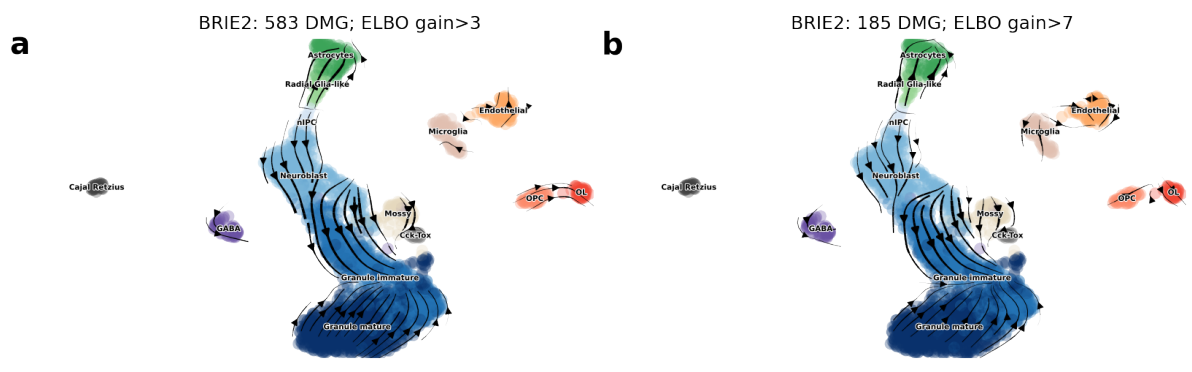 a
BRIE2: 583 DMG; ELBO gain>3
Astrocytes
Radial Glia-like
nIPC
Endothelial
Microglia
Neuroblast
Cajal Retzius
OPC
OL
Mossy
GABA
Cck-Tox
Granule immature
Granule mature
b
BRIE2: 185 DMG; ELBO gain>7
Astrocytes
Radial Glia-like
nIPC
Endothelial
Microglia
Neuroblast
Cajal Retzius
OPC
OL
Mossy
GABA
Cck-Tox
Granule immature
Granule mature